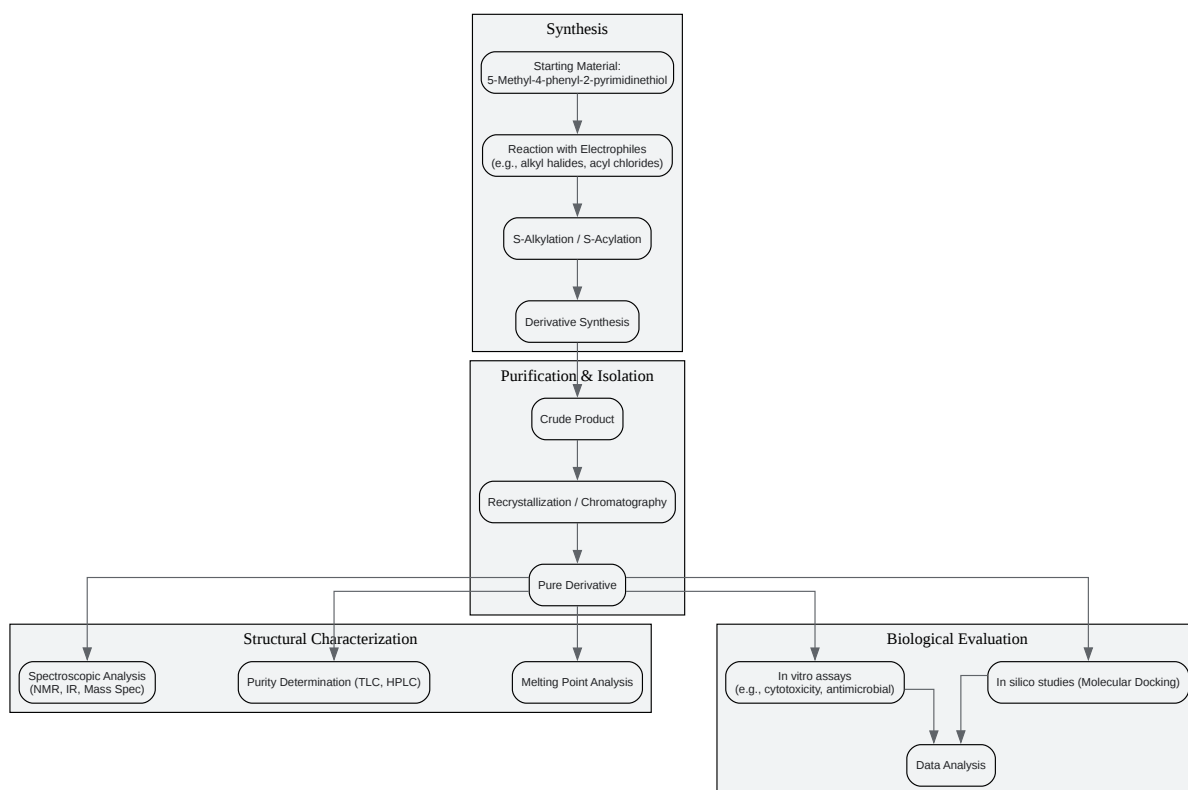 Synthesis
Starting Material:
5-Methyl-4-phenyl-2-pyrimidinethiol
Reaction with Electrophiles
(e.g., alkyl halides, acyl chlorides)
S-Alkylation / S-Acylation
Derivative Synthesis
Purification & Isolation
Crude Product
Recrystallization / Chromatography
Pure Derivative
Structural Characterization
Spectroscopic Analysis
(NMR, IR, Mass Spec)
Purity Determination (TLC, HPLC)
Melting Point Analysis
Biological Evaluation
In vitro assays
(e.g., cytotoxicity, antimicrobial)
In silico studies (Molecular Docking)
Data Analysis